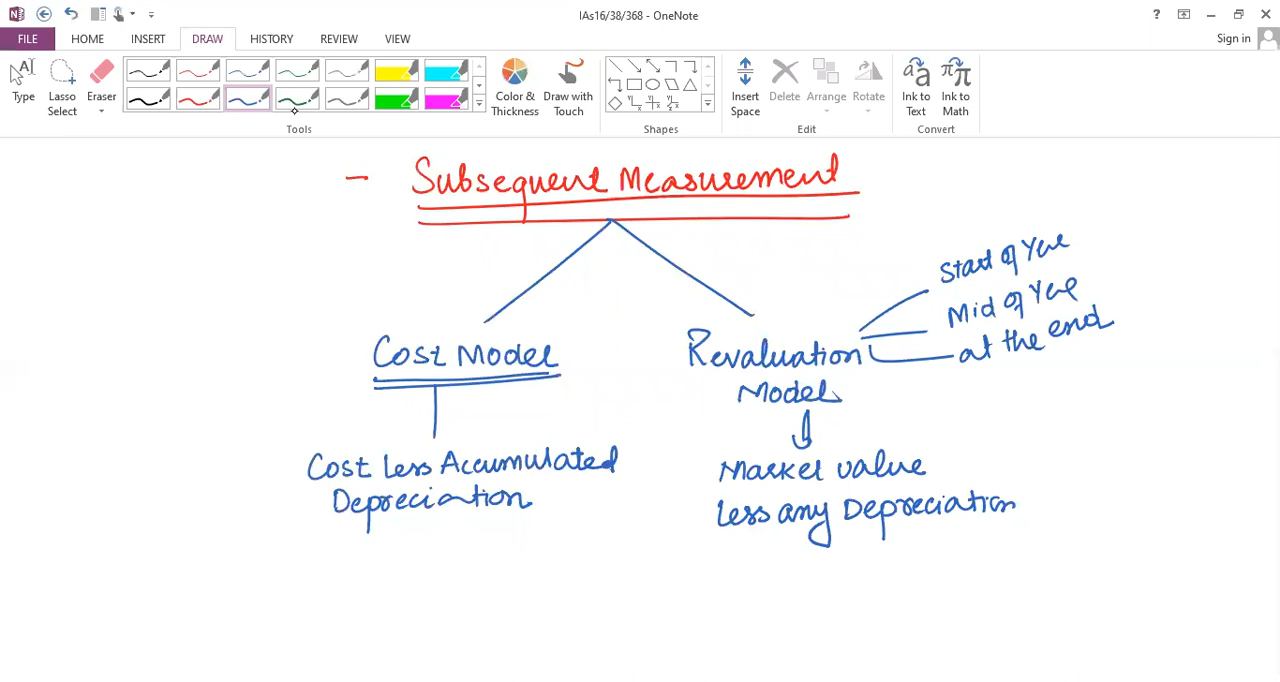 IAs16/38/368 - OneNote
?
FILE HOME INSERT DRAW HISTORY REVIEW VIEW
Sign in
Type
Lasso Select
Eraser
Color & Thickness
Draw with Touch
Insert Space
Delete
Arrange
Rotate
Ink to Text
Ink to Math
Tools
Shapes
Edit
Convert
- Subsequent Measurement
Start of Year
Mid of Year
at the end
Cost Model
Revaluation
Model
Cost Less Accumulated
Depreciation
Market value
Less any Depreciation